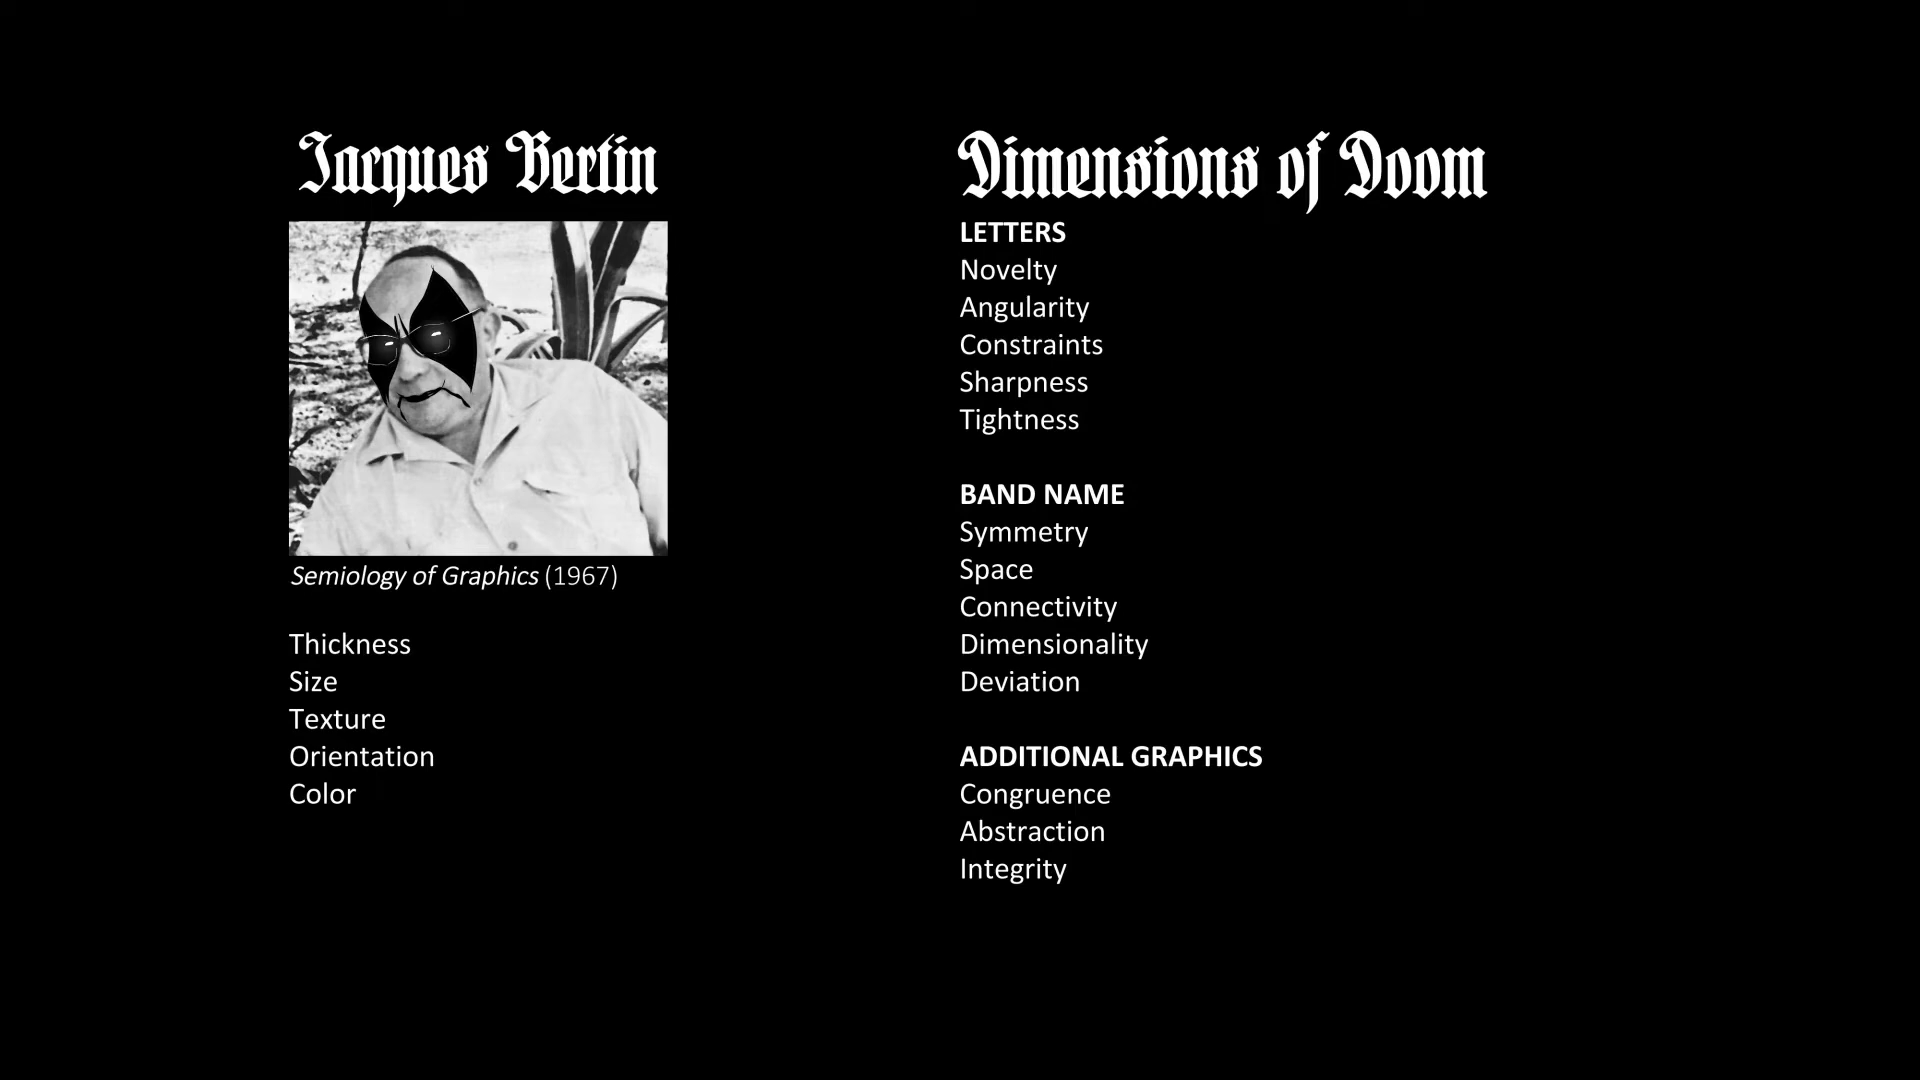 Jacques Bertin
Semiology of Graphics (1967)
Thickness
Size
Texture
Orientation
Color
Dimensions of Doom
LETTERS
Novelty
Angularity
Constraints
Sharpness
Tightness
BAND NAME
Symmetry
Space
Connectivity
Dimensionality
Deviation
ADDITIONAL GRAPHICS
Congruence
Abstraction
Integrity